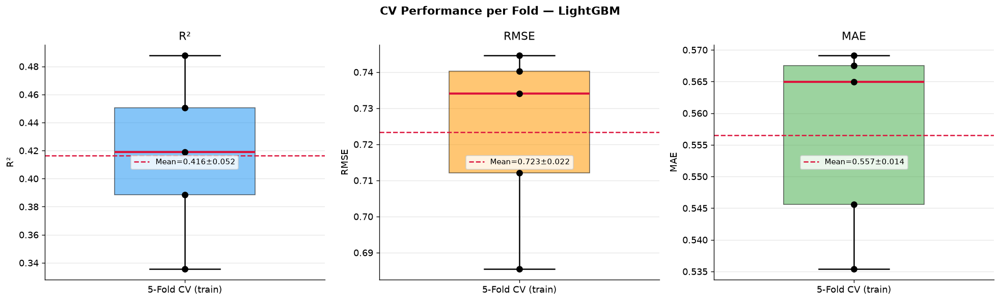 CV Performance per Fold — LightGBM
R²
R²
0.48
0.46
0.44
0.42
0.40
0.38
0.36
0.34
Mean=0.416±0.052
5-Fold CV (train)
RMSE
RMSE
0.74
0.73
0.72
0.71
0.70
0.69
Mean=0.723±0.022
5-Fold CV (train)
MAE
MAE
0.570
0.565
0.560
0.555
0.550
0.545
0.540
0.535
Mean=0.557±0.014
5-Fold CV (train)